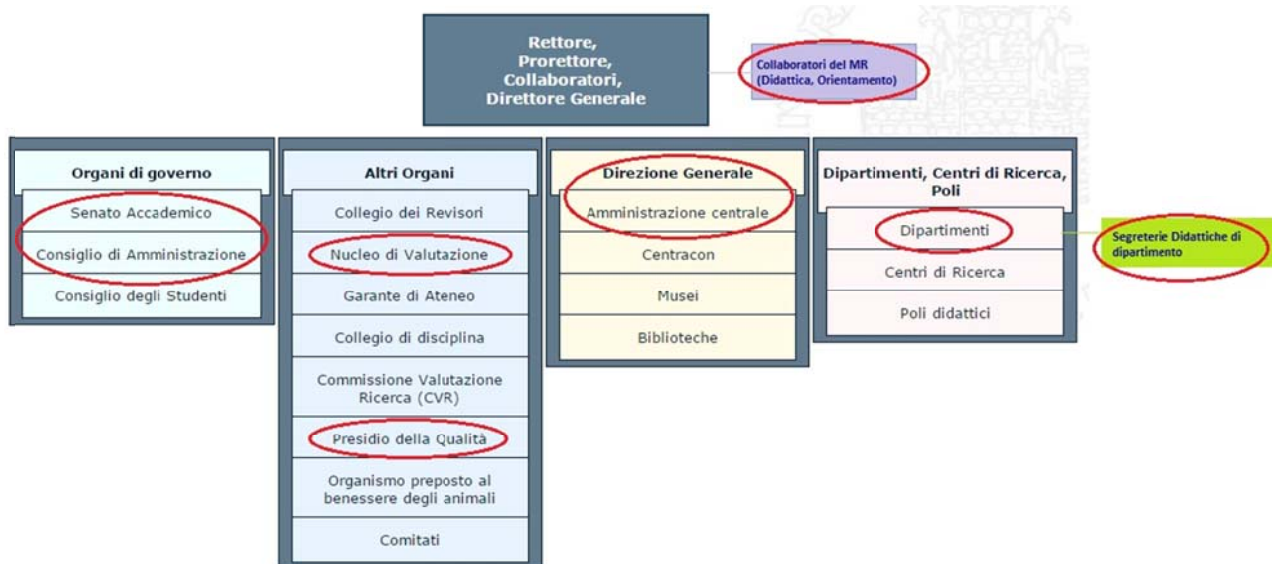 Rettore,
Prorettore,
Collaboratori,
Direttore Generale
Collaboratori del MR
(Didattica, Orientamento)
Organi di governo
Senato Accademico
Consiglio di Amministrazione
Consiglio degli Studenti
Altri Organi
Collegio dei Revisori
Nucleo di Valutazione
Garante di Ateneo
Collegio di disciplina
Commissione Valutazione
Ricerca (CVR)
Presidio della Qualità
Organismo preposto al
benessere degli animali
Comitati
Direzione Generale
Amministrazione centrale
Centracon
Musei
Biblioteche
Dipartimenti, Centri di Ricerca,
Poli
Dipartimenti
Centri di Ricerca
Poli didattici
Segreterie Didattiche di
dipartimento